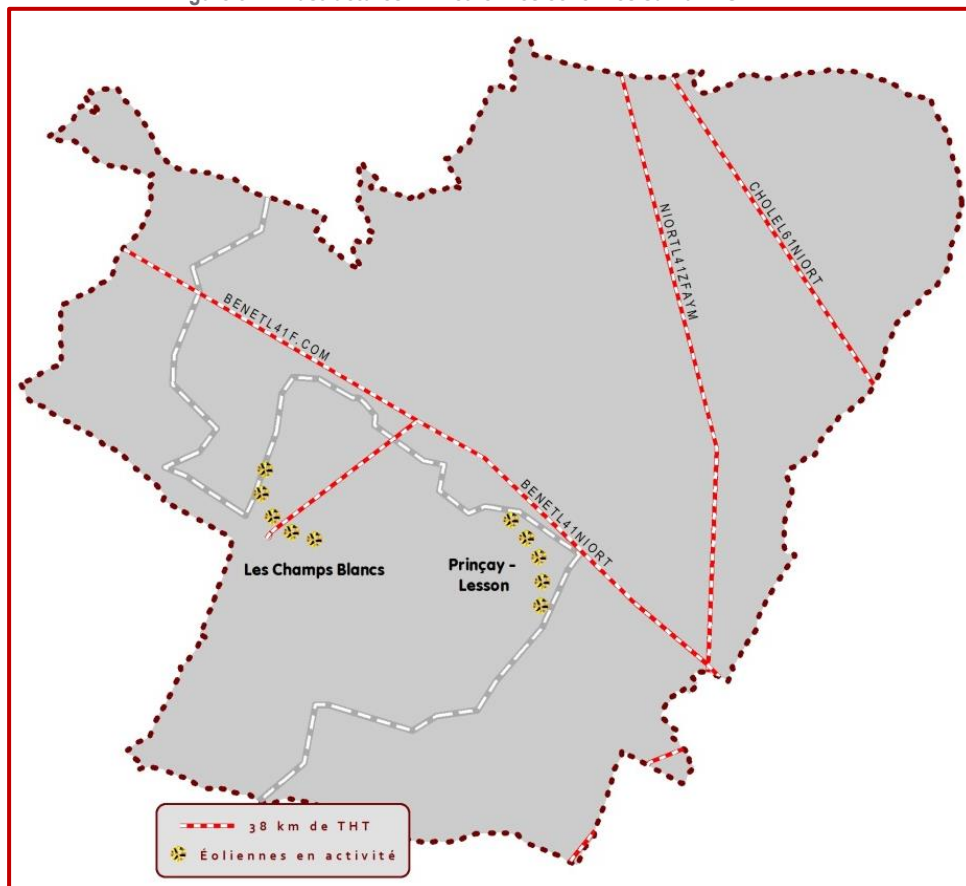 NIORTL41ZFAYM
CHOLEL61NIORT
BENETL41F.COM
BENETL41NIORT
Les Champs Blancs
Prinçay -
Lesson
38 km de THT
Éoliennes en activité